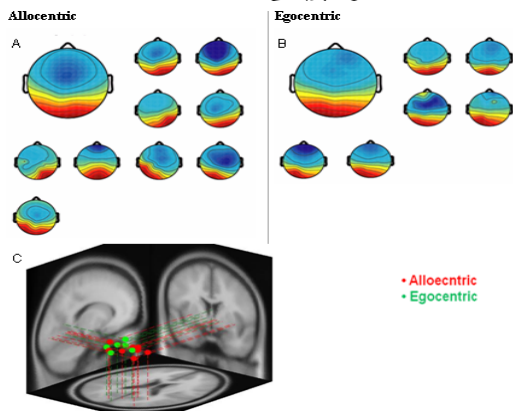 Allocentric
Egocentric
A
B
C
• Alloecntric
• Egocentric